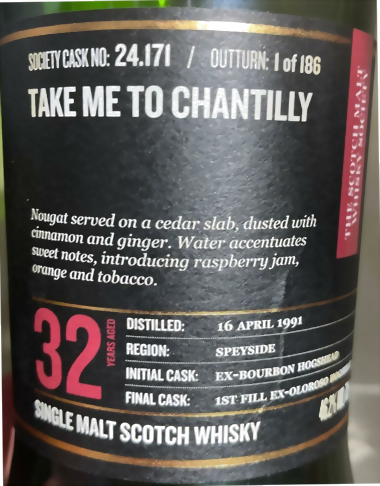 SOCIETY CASK NO: 24.171 / OUTTURN: 1 of 186
TAKE ME TO CHANTILLY
THE SCOTCH MALT
WHISKY SOCIETY
Nougat served on a cedar slab, dusted with
cinnamon and ginger. Water accentuates
sweet notes, introducing raspberry jam,
orange and tobacco.
32 YEARS AGED
DISTILLED: 16 APRIL 1991
REGION: SPEYSIDE
INITIAL CASK: EX-BOURBON HOGSHEAD
FINAL CASK: 1ST FILL EX-OLOROSO
SINGLE MALT SCOTCH WHISKY